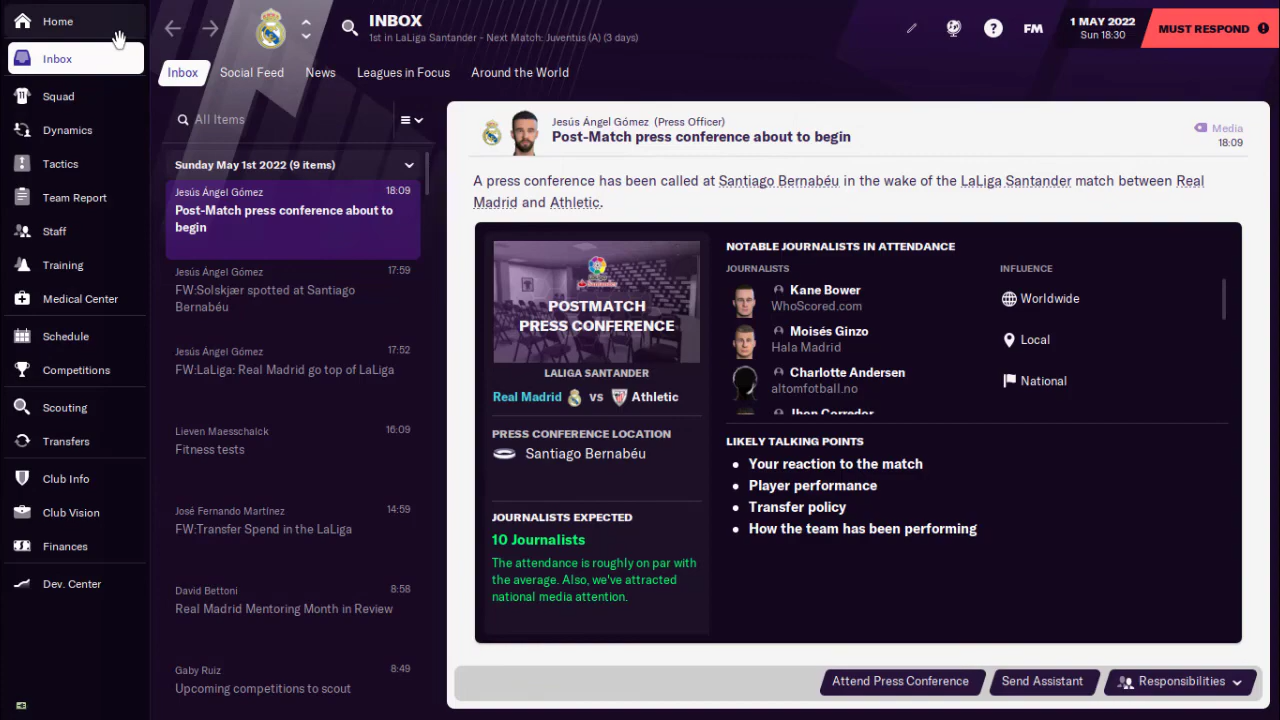 Home
Inbox
Squad
Dynamics
Tactics
Team Report
Staff
Training
Medical Center
Schedule
Competitions
Scouting
Transfers
Club Info
Club Vision
Finances
Dev. Center
INBOX
1st in LaLiga Santander - Next Match: Juventus (A) (3 days)
FM
1 MAY 2022
Sun 18:30
MUST RESPOND
Inbox Social Feed News Leagues in Focus Around the World
All Items
Sunday May 1st 2022 (9 items)
Jesús Ángel Gómez 18:09
Post-Match press conference about to
begin
Jesús Ángel Gómez 17:59
FW:Solskjær spotted at Santiago
Bernabéu
Jesús Ángel Gómez 17:52
FW:LaLiga: Real Madrid go top of LaLiga
Lieven Maesschalck 16:09
Fitness tests
José Fernando Martínez 14:59
FW:Transfer Spend in the LaLiga
David Bettoni 8:58
Real Madrid Mentoring Month in Review
Gaby Ruiz 8:49
Upcoming competitions to scout
Jesús Ángel Gómez (Press Officer)
Post-Match press conference about to begin
Media
18:09
A press conference has been called at Santiago Bernabéu in the wake of the LaLiga Santander match between Real
Madrid and Athletic.
POSTMATCH
PRESS CONFERENCE
LALIGA SANTANDER
Real Madrid VS Athletic
PRESS CONFERENCE LOCATION
Santiago Bernabéu
JOURNALISTS EXPECTED
10 Journalists
The attendance is roughly on par with
the average. Also, we've attracted
national media attention.
NOTABLE JOURNALISTS IN ATTENDANCE
JOURNALISTS INFLUENCE
Kane Bower
WhoScored.com
Worldwide
Moisés Ginzo
Hala Madrid
Local
Charlotte Andersen
altomfotball.no
National
Jhon Corredor
LIKELY TALKING POINTS
• Your reaction to the match
• Player performance
• Transfer policy
• How the team has been performing
Attend Press Conference Send Assistant Responsibilities